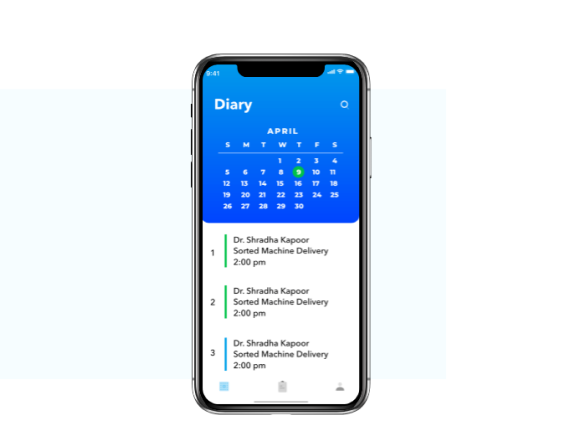 9:41
Diary
APRIL
S M T W T F S
1 2 3 4
5 6 7 8 9 10 11
12 13 14 15 16 17 18
19 20 21 22 23 24 25
26 27 28 29 30
1
Dr. Shradha Kapoor
Sorted Machine Delivery
2:00 pm
2
Dr. Shradha Kapoor
Sorted Machine Delivery
2:00 pm
3
Dr. Shradha Kapoor
Sorted Machine Delivery
2:00 pm